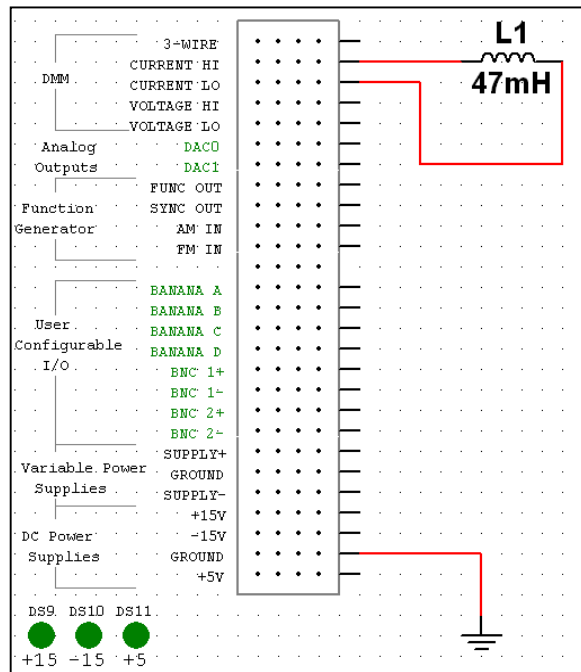 3-WIRE
CURRENT HI
CURRENT LO
VOLTAGE HI
VOLTAGE LO
DMM
DAC0
DAC1
Analog
Outputs
FUNC OUT
SYNC OUT
AM IN
FM IN
Function
Generator
BANANA A
BANANA B
BANANA C
BANANA D
BNC 1+
BNC 1-
BNC 2+
BNC 2-
User
Configurable
I/O
SUPPLY+
GROUND
SUPPLY-
Variable Power
Supplies
+15V
-15V
GROUND
+5V
DC Power
Supplies
DS9 DS10 DS11
+15 -15 +5
L1
47mH